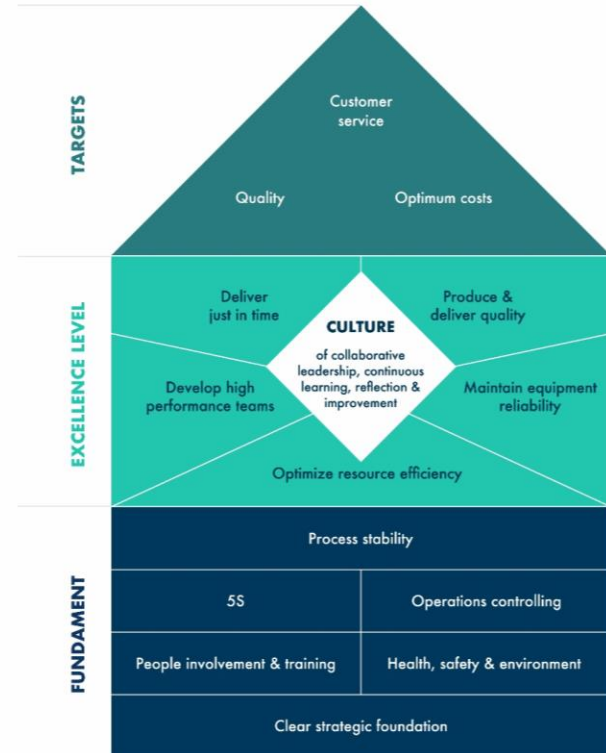 TARGETS
Customer
service
Quality
Optimum costs
EXCELLENCE LEVEL
Deliver
just in time
Produce &
deliver quality
CULTURE
of collaborative
leadership, continuous
learning, reflection &
improvement
Develop high
performance teams
Maintain equipment
reliability
Optimize resource efficiency
FUNDAMENT
Process stability
5S
Operations controlling
People involvement & training
Health, safety & environment
Clear strategic foundation